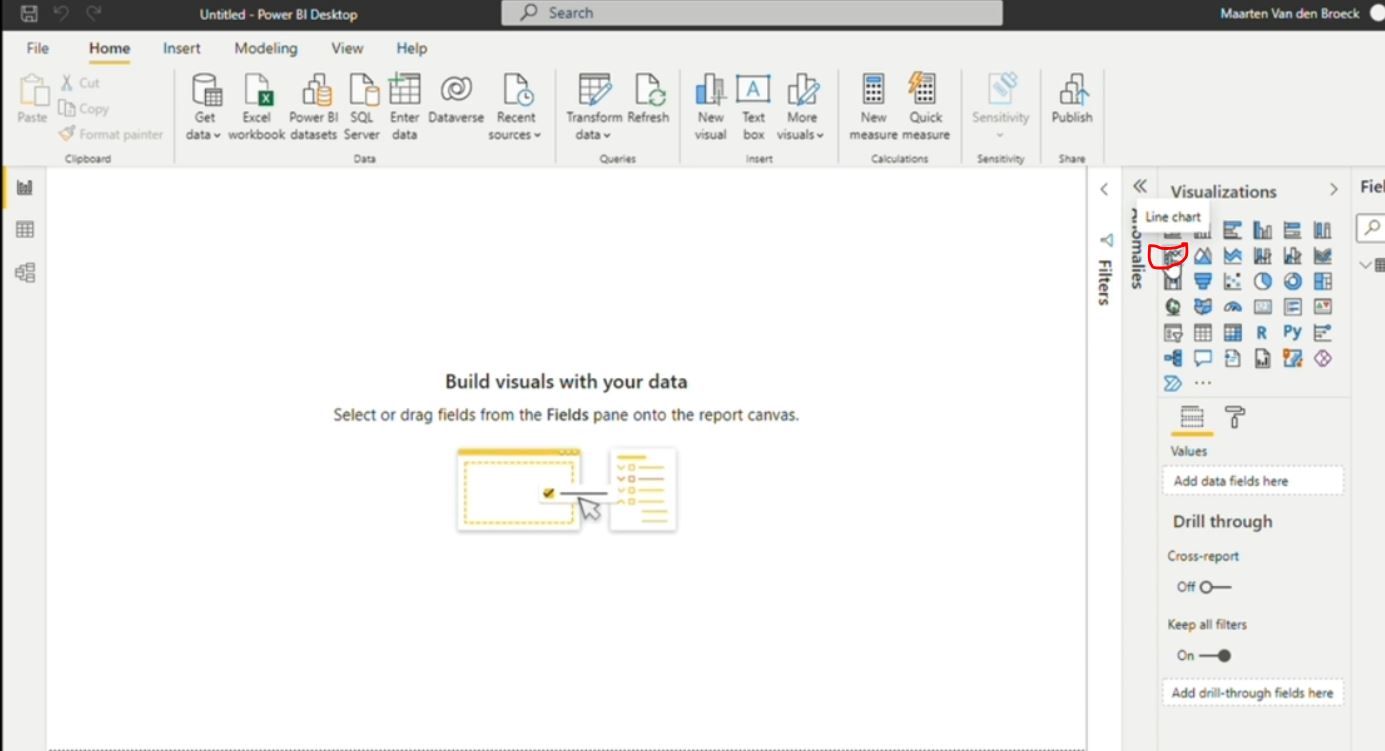 Untitled - Power BI Desktop
Search
Maarten Van den Broeck
File Home Insert Modeling View Help
Paste
Cut
Copy
Format painter
Clipboard
Get data
Excel workbook
Power BI datasets
SQL Server
Enter data
Dataverse
Recent sources
Data
Transform data
Refresh
Queries
New visual
Text box
More visuals
Insert
New measure
Quick measure
Calculations
Sensitivity
Sensitivity
Publish
Share
Build visuals with your data
Select or drag fields from the Fields pane onto the report canvas.
Filters
Anomalies
Visualizations
Line chart
R Py
Values
Add data fields here
Drill through
Cross-report
Off
Keep all filters
On
Add drill-through fields here
Fiel